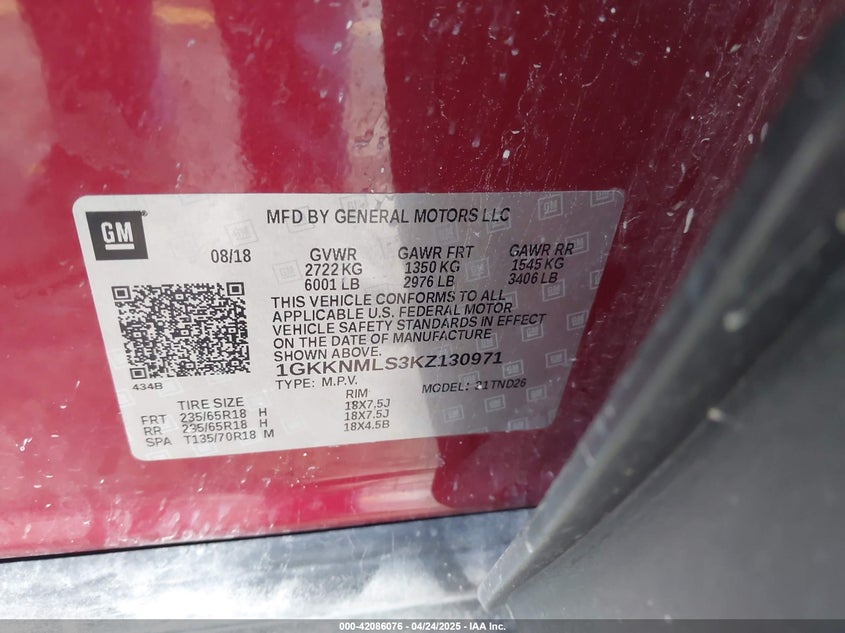 GM
MFD BY GENERAL MOTORS LLC
08/18 GVWR GAWR FRT GAWR RR
2722 KG 1350 KG 1545 KG
6001 LB 2976 LB 3406 LB
THIS VEHICLE CONFORMS TO ALL
APPLICABLE U.S. FEDERAL MOTOR
VEHICLE SAFETY STANDARDS IN EFFECT
ON THE DATE OF MANUFACTURE
SHOWN ABOVE.
434B
1GKKNMLS3KZ130971
TYPE: M.P.V. MODEL: 21TND26
TIRE SIZE RIM
FRT 235/65R18 H 18X7.5J
RR 235/65R18 H 18X7.5J
SPA T135/70R18 M 18X4.5B
000-42086076 - 04/24/2025 - IAA Inc.